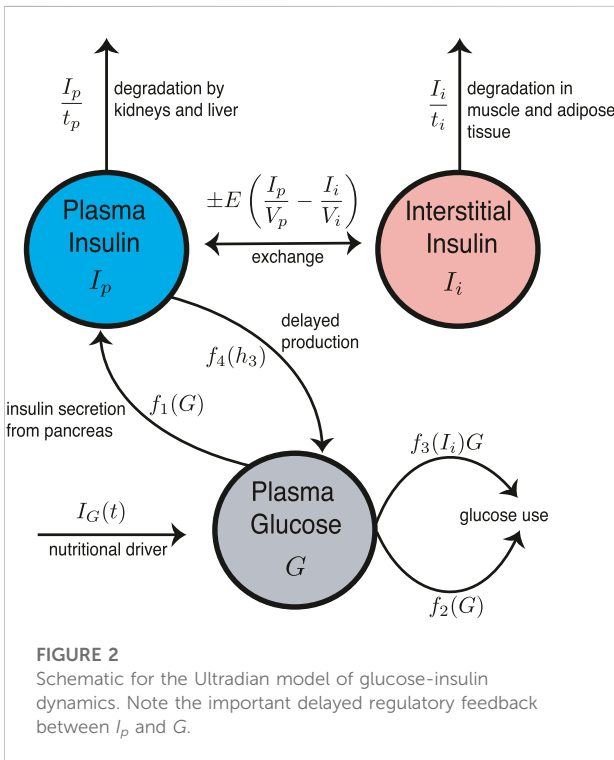 I_p/t_p
degradation by
kidneys and liver
I_i/t_i
degradation in
muscle and adipose
tissue
Plasma
Insulin
I_p
±E(I_p/V_p − I_i/V_i)
exchange
Interstitial
Insulin
I_i
delayed
production
f_4(h_3)
f_1(G)
insulin secretion
from pancreas
f_3(I_i)G
Plasma
Glucose
G
I_G(t)
nutritional driver
glucose use
f_2(G)
FIGURE 2
Schematic for the Ultradian model of glucose-insulin
dynamics. Note the important delayed regulatory feedback
between I_p and G.